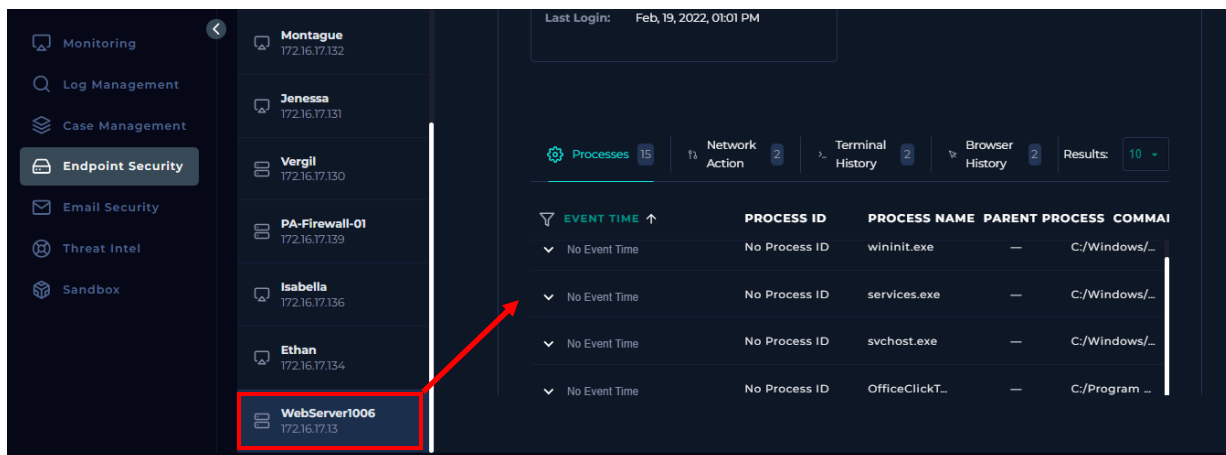 Monitoring
Log Management
Case Management
Endpoint Security
Email Security
Threat Intel
Sandbox
Montague
172.16.17.132
Jenessa
172.16.17.131
Vergil
172.16.17.130
PA-Firewall-01
172.16.17.139
Isabella
172.16.17.136
Ethan
172.16.17.134
WebServer1006
172.16.17.13
Last Login: Feb, 19, 2022, 01:01 PM
Processes 15 Network Action 2 Terminal History 2 Browser History 2 Results: 10
EVENT TIME PROCESS ID PROCESS NAME PARENT PROCESS COMMAI
No Event Time No Process ID wininit.exe — C:/Windows/...
No Event Time No Process ID services.exe — C:/Windows/...
No Event Time No Process ID svchost.exe — C:/Windows/...
No Event Time No Process ID OfficeClickT... — C:/Program ...